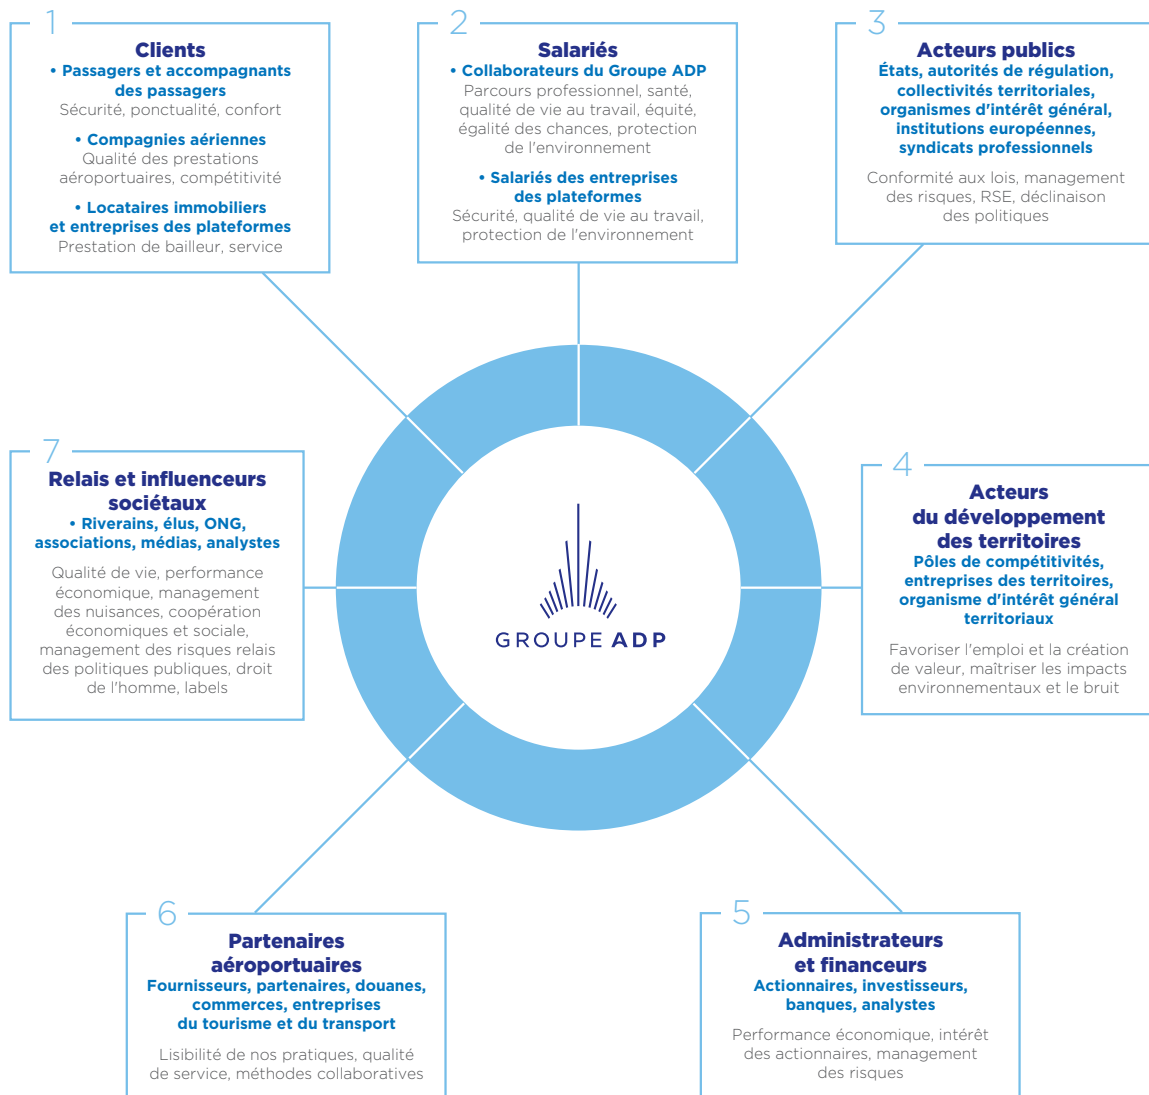 1
Clients
• Passagers et accompagnants
des passagers
Sécurité, ponctualité, confort
• Compagnies aériennes
Qualité des prestations
aéroportuaires, compétitivité
• Locataires immobiliers
et entreprises des plateformes
Prestation de bailleur, service
2
Salariés
• Collaborateurs du Groupe ADP
Parcours professionnel, santé,
qualité de vie au travail, équité,
égalité des chances, protection
de l'environnement
• Salariés des entreprises
des plateformes
Sécurité, qualité de vie au travail,
protection de l'environnement
3
Acteurs publics
États, autorités de régulation,
collectivités territoriales,
organismes d'intérêt général,
institutions européennes,
syndicats professionnels
Conformité aux lois, management
des risques, RSE, déclinaison
des politiques
4
Acteurs
du développement
des territoires
Pôles de compétitivités,
entreprises des territoires,
organisme d'intérêt général
territoriaux
Favoriser l'emploi et la création
de valeur, maîtriser les impacts
environnementaux et le bruit
5
Administrateurs
et financeurs
Actionnaires, investisseurs,
banques, analystes
Performance économique, intérêt
des actionnaires, management
des risques
6
Partenaires
aéroportuaires
Fournisseurs, partenaires, douanes,
commerces, entreprises
du tourisme et du transport
Lisibilité de nos pratiques, qualité
de service, méthodes collaboratives
7
Relais et influenceurs
sociétaux
• Riverains, élus, ONG,
associations, médias, analystes
Qualité de vie, performance
économique, management
des nuisances, coopération
économiques et sociale,
management des risques relais
des politiques publiques, droit
de l'homme, labels
GROUPE ADP